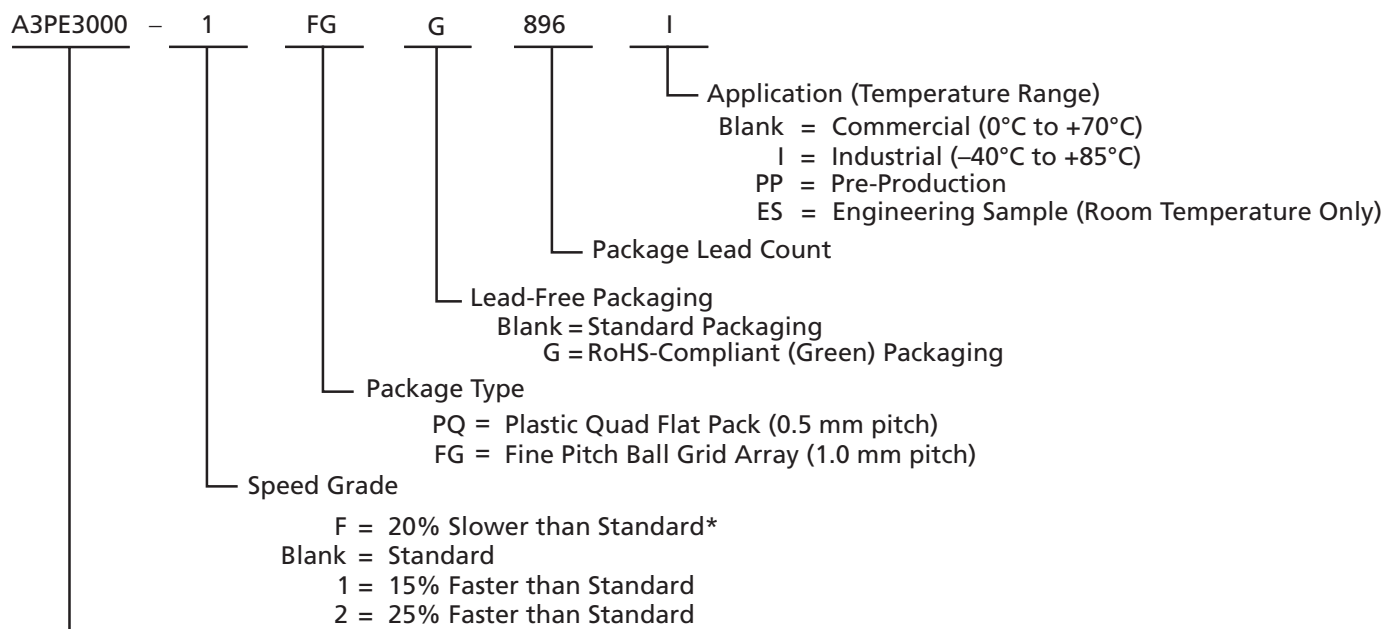 A3PE3000 – 1 FG G 896 I
Application (Temperature Range)
Blank = Commercial (0°C to +70°C)
I = Industrial (–40°C to +85°C)
PP = Pre-Production
ES = Engineering Sample (Room Temperature Only)
Package Lead Count
Lead-Free Packaging
Blank = Standard Packaging
G = RoHS-Compliant (Green) Packaging
Package Type
PQ = Plastic Quad Flat Pack (0.5 mm pitch)
FG = Fine Pitch Ball Grid Array (1.0 mm pitch)
Speed Grade
F = 20% Slower than Standard*
Blank = Standard
1 = 15% Faster than Standard
2 = 25% Faster than Standard